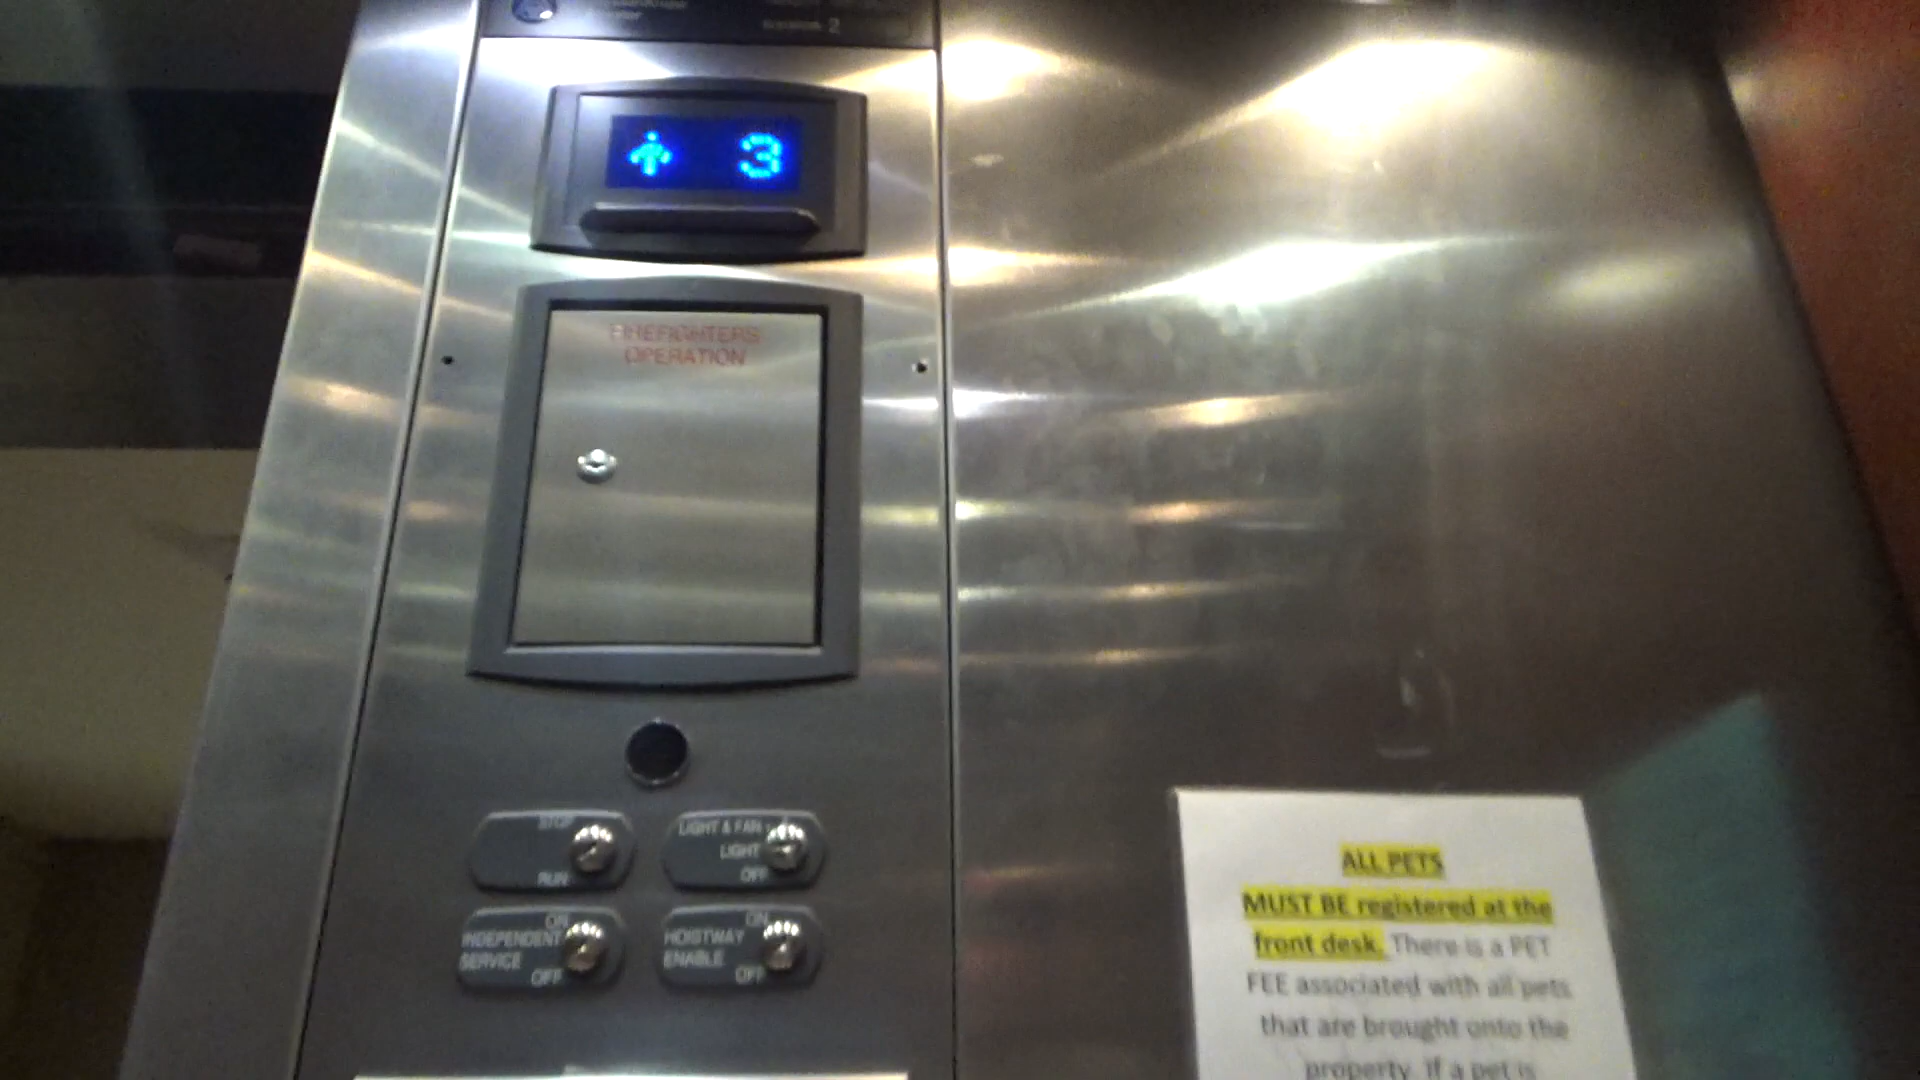 2
3
FIREFIGHTERS
OPERATION
STOP
RUN
LIGHT & FAN
LIGHT
OFF
ON
INDEPENDENT
SERVICE
OFF
ON
HOISTWAY
ENABLE
OFF
ALL PETS
MUST BE registered at the
front desk. There is a PET
FEE associated with all pets
that are brought onto the
property. If a pet is